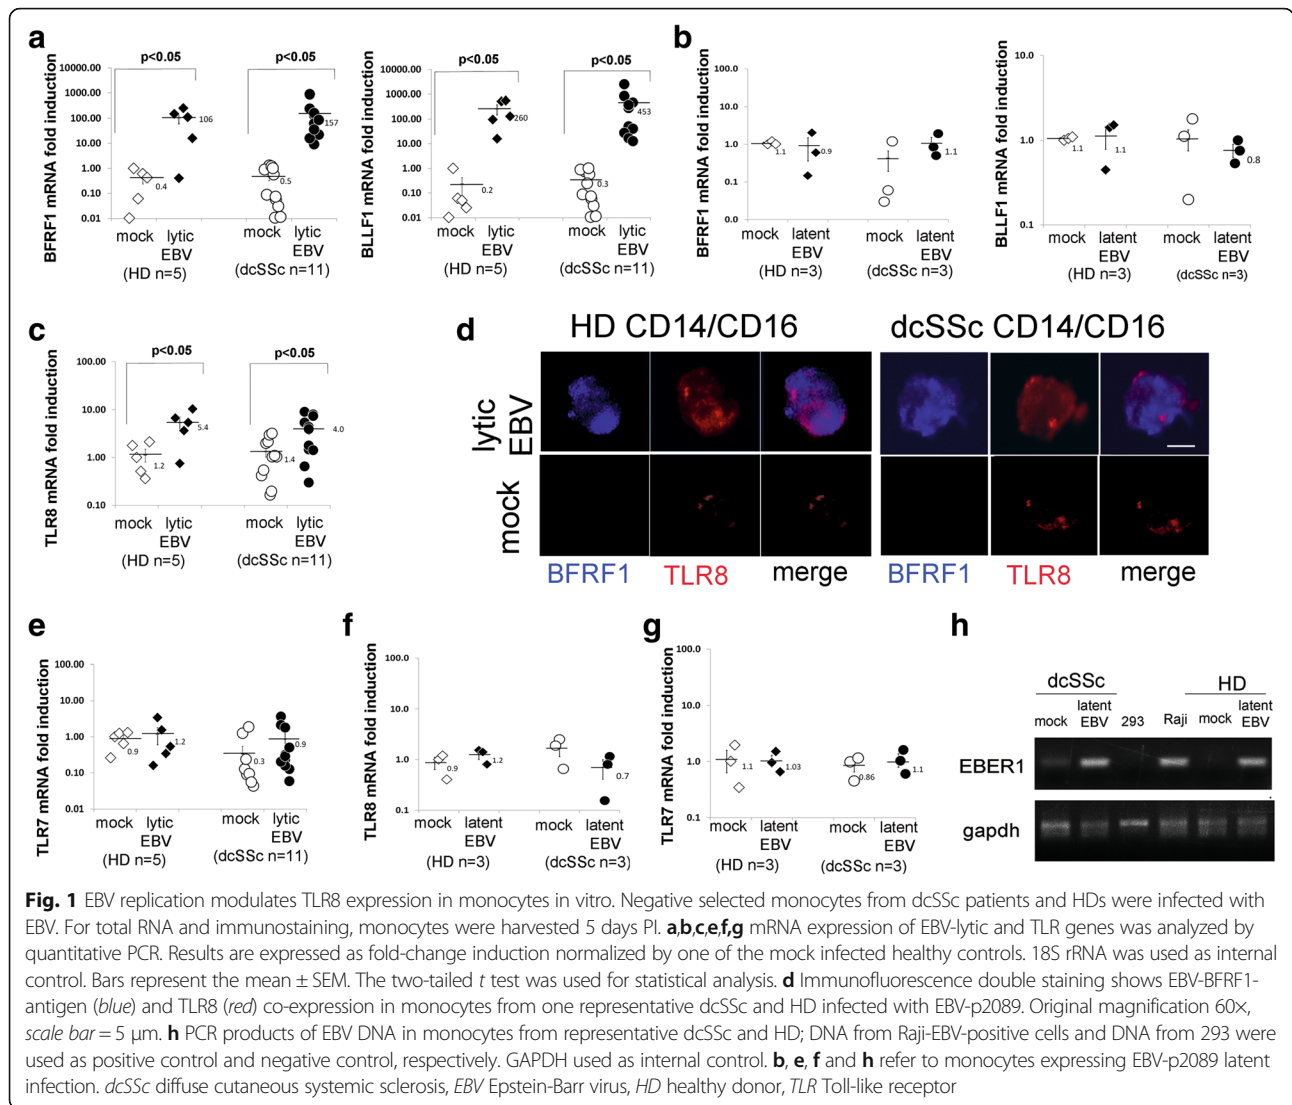 a
p<0.05
p<0.05
BFRF1 mRNA fold induction
10000.00
1000.00
100.00
10.00
1.00
0.10
0.01
106
0.4
157
0.5
mock
lytic
EBV
(HD n=5)
mock
lytic
EBV
(dcSSc n=11)
p<0.05
p<0.05
BLLF1 mRNA fold induction
10000.00
1000.00
100.00
10.00
1.00
0.10
0.01
260
0.2
453
0.3
mock
lytic
EBV
(HD n=5)
mock
lytic
EBV
(dcSSc n=11)
b
BFRF1 mRNA fold induction
100.0
10.0
1.0
0.1
0.0
1.1
0.9
1.1
mock
latent
EBV
(HD n=3)
mock
latent
EBV
(dcSSc n=3)
BLLF1 mRNA fold induction
10.0
1.0
0.1
1.1
1.1
0.8
mock
latent
EBV
(HD n=3)
mock
latent
EBV
(dcSSc n=3)
c
p<0.05
p<0.05
TLR8 mRNA fold induction
100.00
10.00
1.00
0.10
1.2
5.4
1.4
4.0
mock
lytic
EBV
(HD n=5)
mock
lytic
EBV
(dcSSc n=11)
d
HD CD14/CD16
dcSSc CD14/CD16
lytic
EBV
mock
BFRF1
TLR8
merge
BFRF1
TLR8
merge
e
TLR7 mRNA fold induction
100.00
10.00
1.00
0.10
0.01
0.9
1.2
0.3
0.9
mock
lytic
EBV
(HD n=5)
mock
lytic
EBV
(dcSSc n=11)
f
TLR8 mRNA fold induction
100.0
10.0
1.0
0.1
0.9
1.2
0.7
mock
latent
EBV
(HD n=3)
mock
latent
EBV
(dcSSc n=3)
g
TLR7 mRNA fold induction
100.0
10.0
1.0
0.1
1.1
1.03
0.86
1.1
mock
latent
EBV
(HD n=3)
mock
latent
EBV
(dcSSc n=3)
h
dcSSc
HD
mock
latent
EBV
293
Raji
mock
latent
EBV
EBER1
gapdh
Fig. 1 EBV replication modulates TLR8 expression in monocytes in vitro. Negative selected monocytes from dcSSc patients and HDs were infected with
EBV. For total RNA and immunostaining, monocytes were harvested 5 days PI. a,b,c,e,f,g mRNA expression of EBV-lytic and TLR genes was analyzed by
quantitative PCR. Results are expressed as fold-change induction normalized by one of the mock infected healthy controls. 18S rRNA was used as internal
control. Bars represent the mean ± SEM. The two-tailed t test was used for statistical analysis. d Immunofluorescence double staining shows EBV-BFRF1-
antigen (blue) and TLR8 (red) co-expression in monocytes from one representative dcSSc and HD infected with EBV-p2089. Original magnification 60×,
scale bar = 5 μm. h PCR products of EBV DNA in monocytes from representative dcSSc and HD; DNA from Raji-EBV-positive cells and DNA from 293 were
used as positive control and negative control, respectively. GAPDH used as internal control. b, e, f and h refer to monocytes expressing EBV-p2089 latent
infection. dcSSc diffuse cutaneous systemic sclerosis, EBV Epstein-Barr virus, HD healthy donor, TLR Toll-like receptor